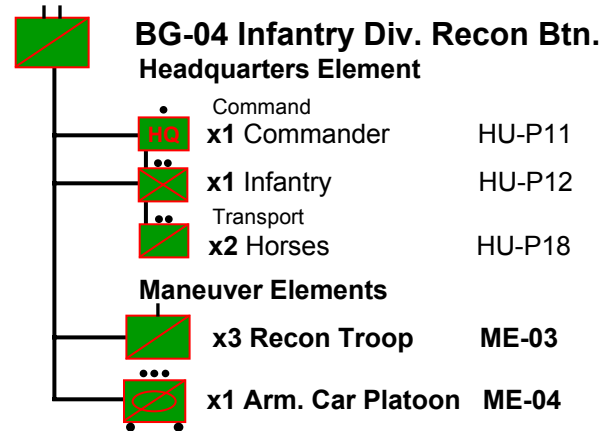 BG-04 Infantry Div. Recon Btn.
Headquarters Element
Command
HQ x1 Commander HU-P11
x1 Infantry HU-P12
Transport
x2 Horses HU-P18
Maneuver Elements
x3 Recon Troop ME-03
x1 Arm. Car Platoon ME-04